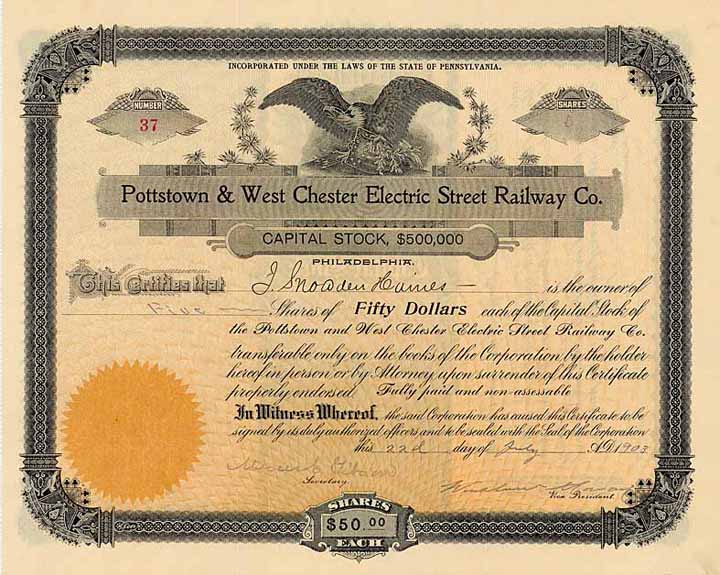 INCORPORATED UNDER THE LAWS OF THE STATE OF PENNSYLVANIA.
NUMBER
37
SHARES
Pottstown & West Chester Electric Street Railway Co.
CAPITAL STOCK, $500,000
PHILADELPHIA.
This Certifies that J. Snowden Haines is the owner of
Five Shares of Fifty Dollars each of the Capital Stock of
the Pottstown and West Chester Electric Street Railway Co.
transferable only on the books of the Corporation by the holder
hereof in person or by Attorney upon surrender of this Certificate
properly endorsed. Fully paid and non-assessable
In Witness Whereof, the said Corporation has caused this Certificate to be
signed by its duly authorized officers and to be sealed with the Seal of the Corporation
this 22d day of July A.D. 1903
Secretary.
Vice President.
SHARES
$50.00
EACH